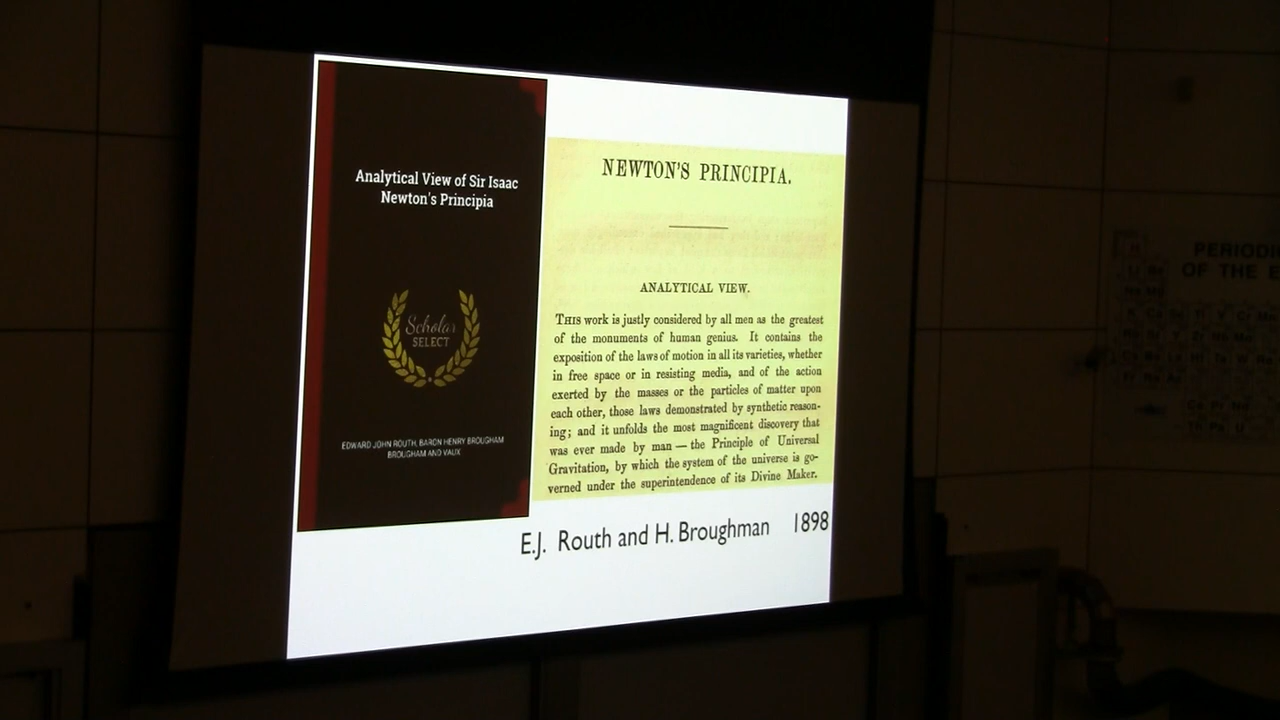 Analytical View of Sir Isaac
Newton's Principia
Scholar
SELECT
EDWARD JOHN ROUTH, BARON HENRY BROUGHAM
BROUGHAM AND VAUX
NEWTON'S PRINCIPIA.
ANALYTICAL VIEW.
THIS work is justly considered by all men as the greatest
of the monuments of human genius. It contains the
exposition of the laws of motion in all its varieties, whether
in free space or in resisting media, and of the action
exerted by the masses or the particles of matter upon
each other, those laws demonstrated by synthetic reason-
ing; and it unfolds the most magnificent discovery that
was ever made by man — the Principle of Universal
Gravitation, by which the system of the universe is go-
verned under the superintendence of its Divine Maker.
E.J. Routh and H. Broughman 1898
PERIODI
OF THE E